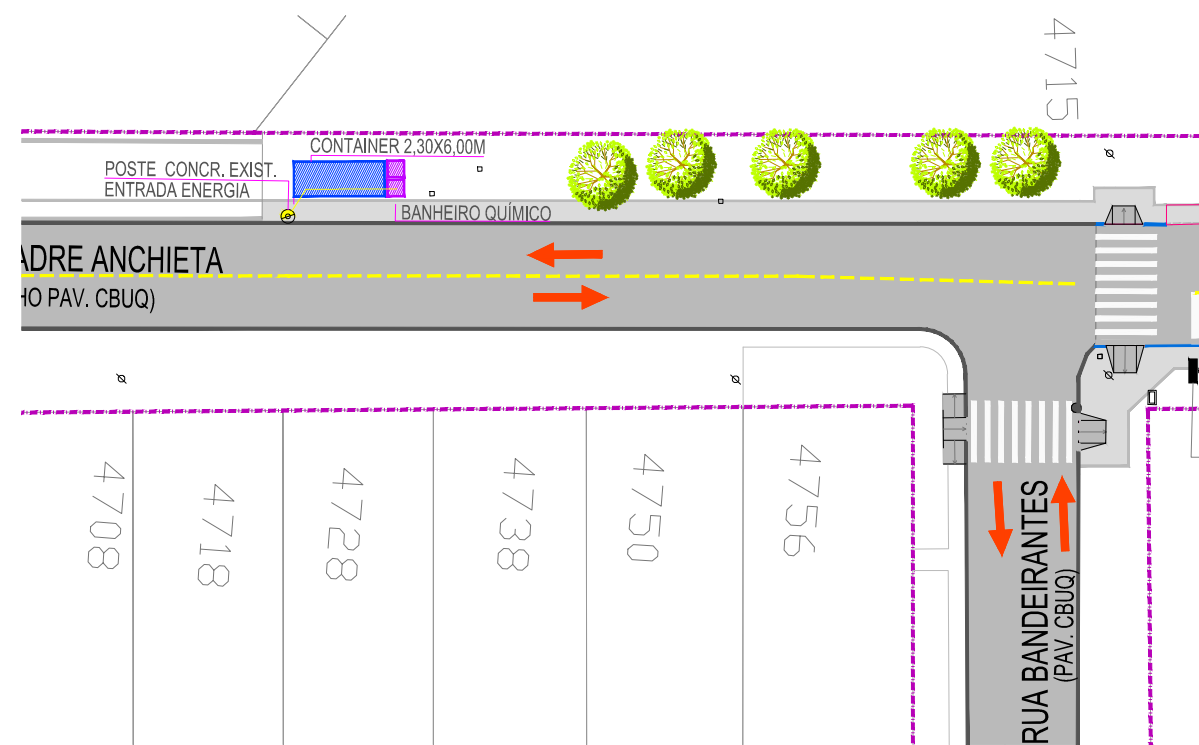 4715
CONTAINER 2,30X6,00M
POSTE CONCR. EXIST.
ENTRADA ENERGIA
BANHEIRO QUÍMICO
ADRE ANCHIETA
HO PAV. CBUQ)
4708
4718
4728
4738
4750
4756
RUA BANDEIRANTES
(PAV. CBUQ)